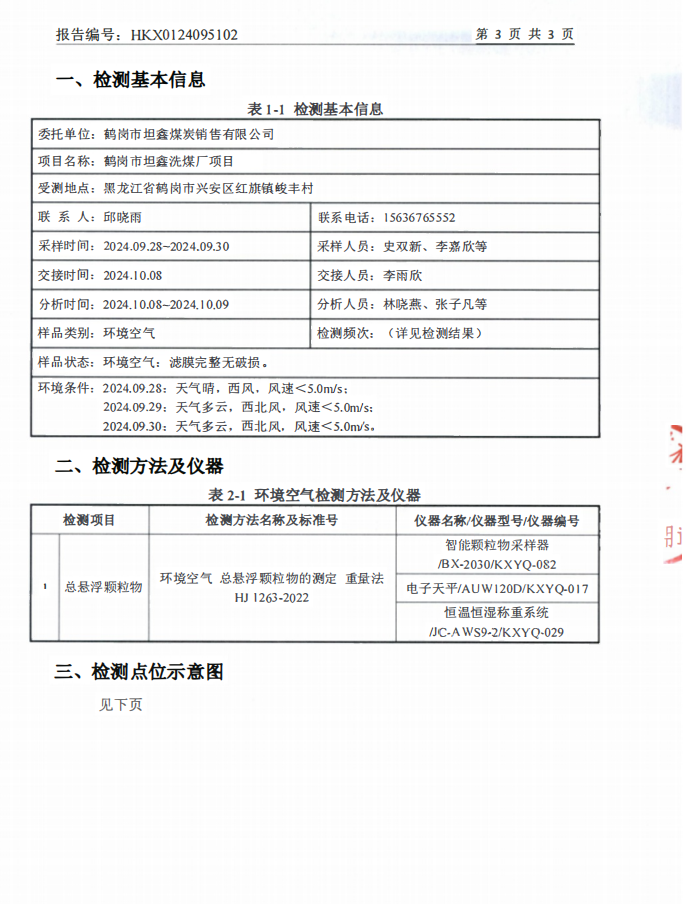 报告编号：HKX0124095102
第 3 页 共 3 页
一、检测基本信息
表 1-1 检测基本信息
委托单位：鹤岗市坦鑫煤炭销售有限公司
项目名称：鹤岗市坦鑫洗煤厂项目
受测地点：黑龙江省鹤岗市兴安区红旗镇峻丰村
联 系 人：邱晓雨
联系电话：15636765552
采样时间：2024.09.28~2024.09.30
采样人员：史双新、李嘉欣等
交接时间：2024.10.08
交接人员：李雨欣
分析时间：2024.10.08~2024.10.09
分析人员：林晓燕、张子凡等
样品类别：环境空气
检测频次：（详见检测结果）
样品状态：环境空气：滤膜完整无破损。
环境条件：2024.09.28：天气晴，西风，风速＜5.0m/s；
2024.09.29：天气多云，西北风，风速＜5.0m/s；
2024.09.30：天气多云，西北风，风速＜5.0m/s。
二、检测方法及仪器
表 2-1 环境空气检测方法及仪器
检测项目
检测方法名称及标准号
仪器名称/仪器型号/仪器编号
1
总悬浮颗粒物
环境空气 总悬浮颗粒物的测定 重量法
HJ 1263-2022
智能颗粒物采样器
/BX-2030/KXYQ-082
电子天平/AUW120D/KXYQ-017
恒温恒湿称重系统
/JC-AWS9-2/KXYQ-029
三、检测点位示意图
见下页